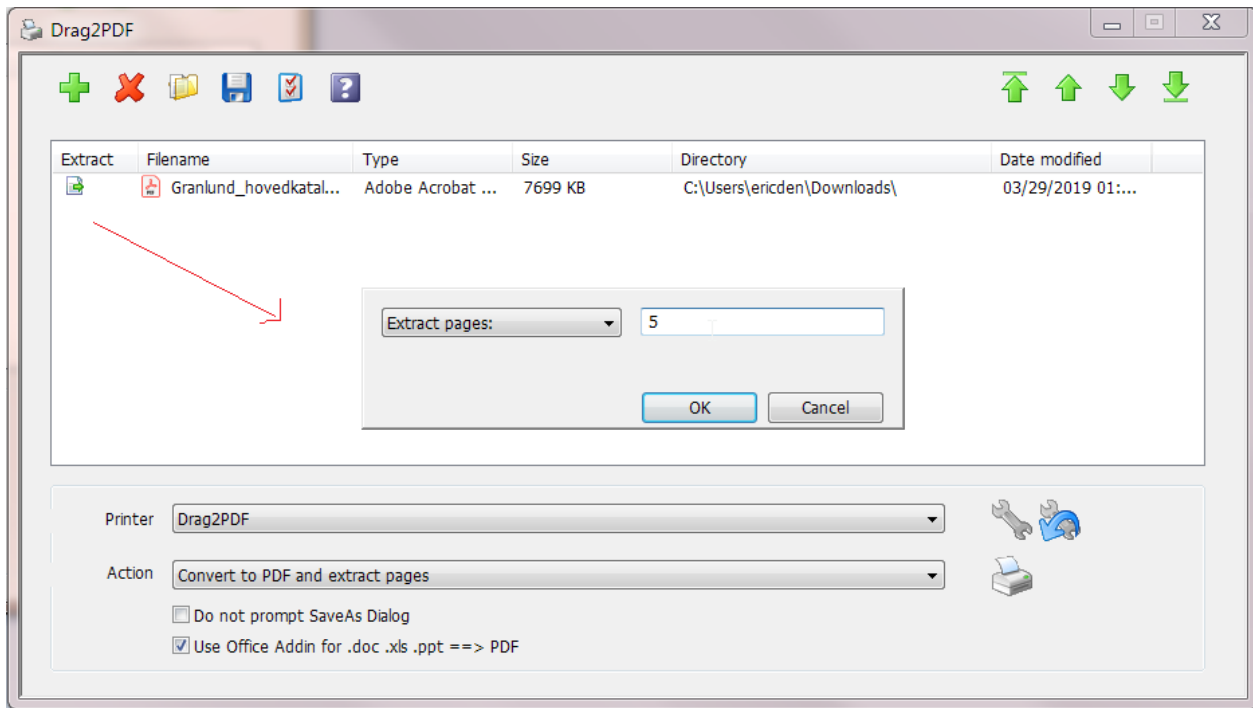 Drag2PDF
Extract Filename Type Size Directory Date modified
Granlund_hovedkatal... Adobe Acrobat ... 7699 KB C:\Users\ericden\Downloads\ 03/29/2019 01:...
Extract pages: 5
OK Cancel
Printer Drag2PDF
Action Convert to PDF and extract pages
Do not prompt SaveAs Dialog
Use Office Addin for .doc .xls .ppt ==> PDF